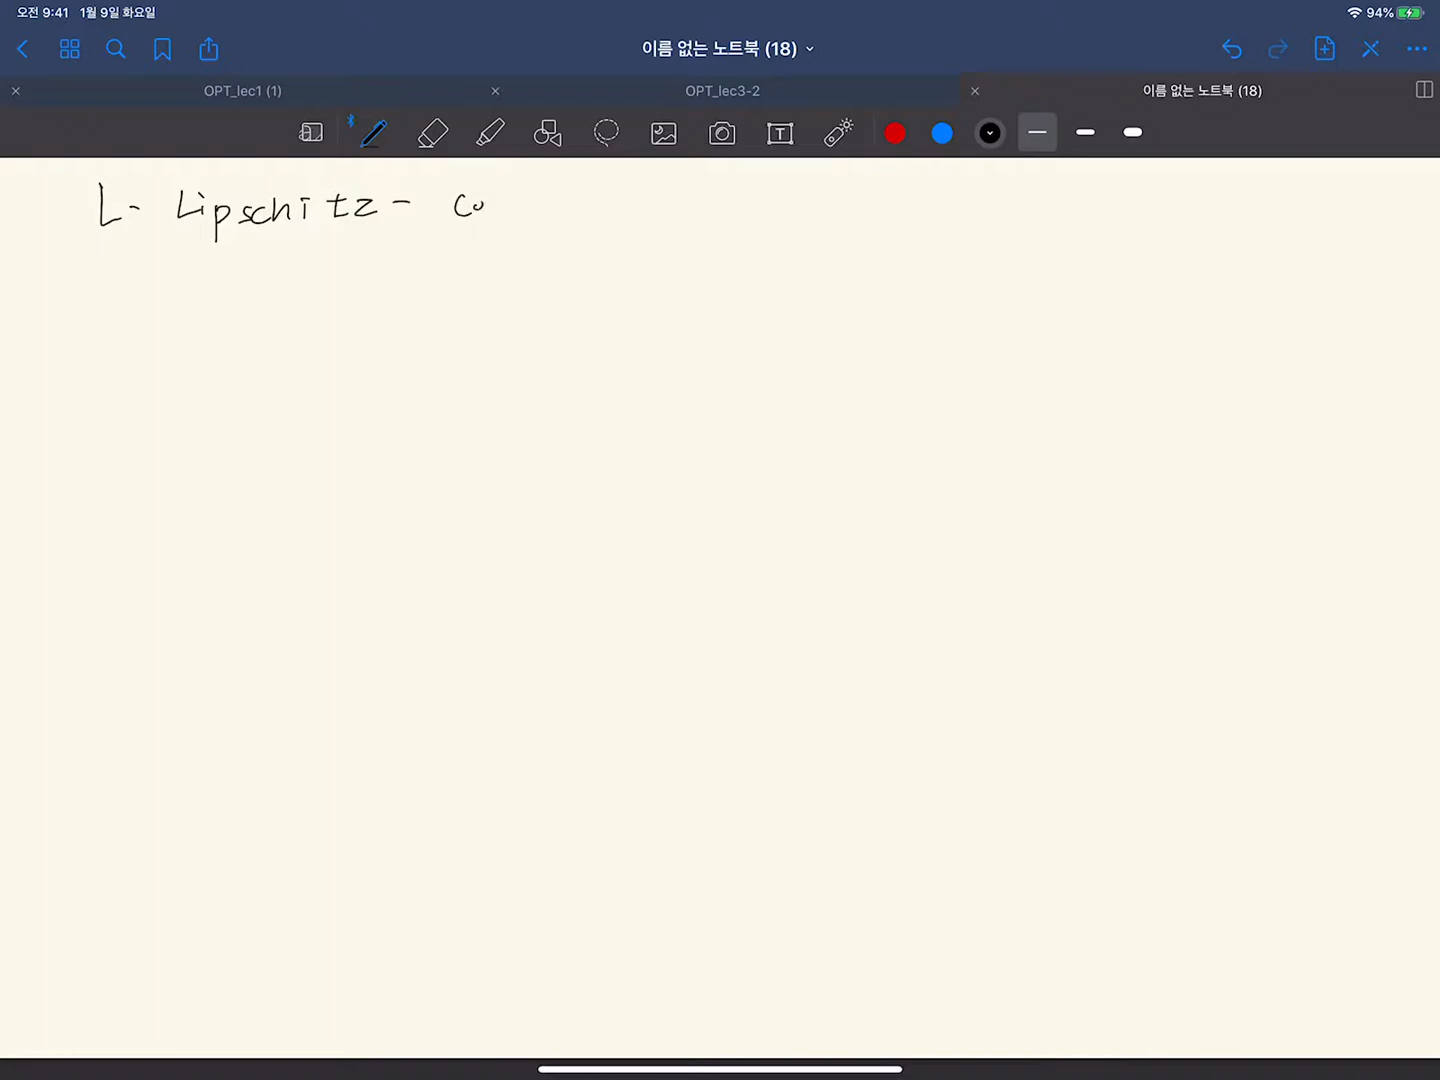 오전 9:41 1월 9일 화요일 94%
이름 없는 노트북 (18)
OPT_lec1 (1) OPT_lec3-2 이름 없는 노트북 (18)
L- Lipschitz- co